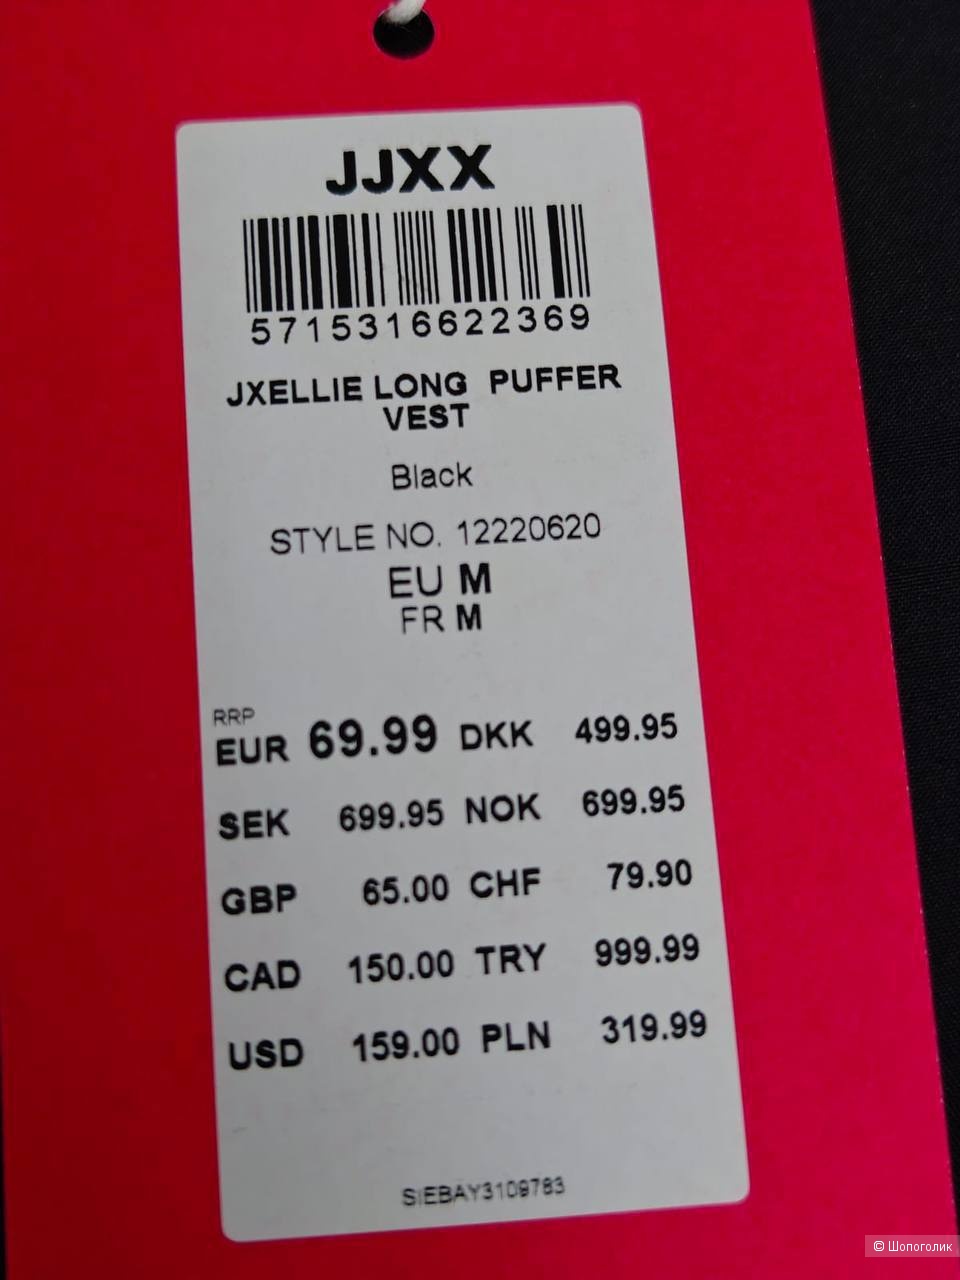 JJXX
5715316622369
JXELLIE LONG PUFFER
VEST
Black
STYLE NO. 12220620
EU M
FR M
RRP
EUR 69.99 DKK 499.95
SEK 699.95 NOK 699.95
GBP 65.00 CHF 79.90
CAD 150.00 TRY 999.99
USD 159.00 PLN 319.99
SIEBAY3109783
© Шопоголик